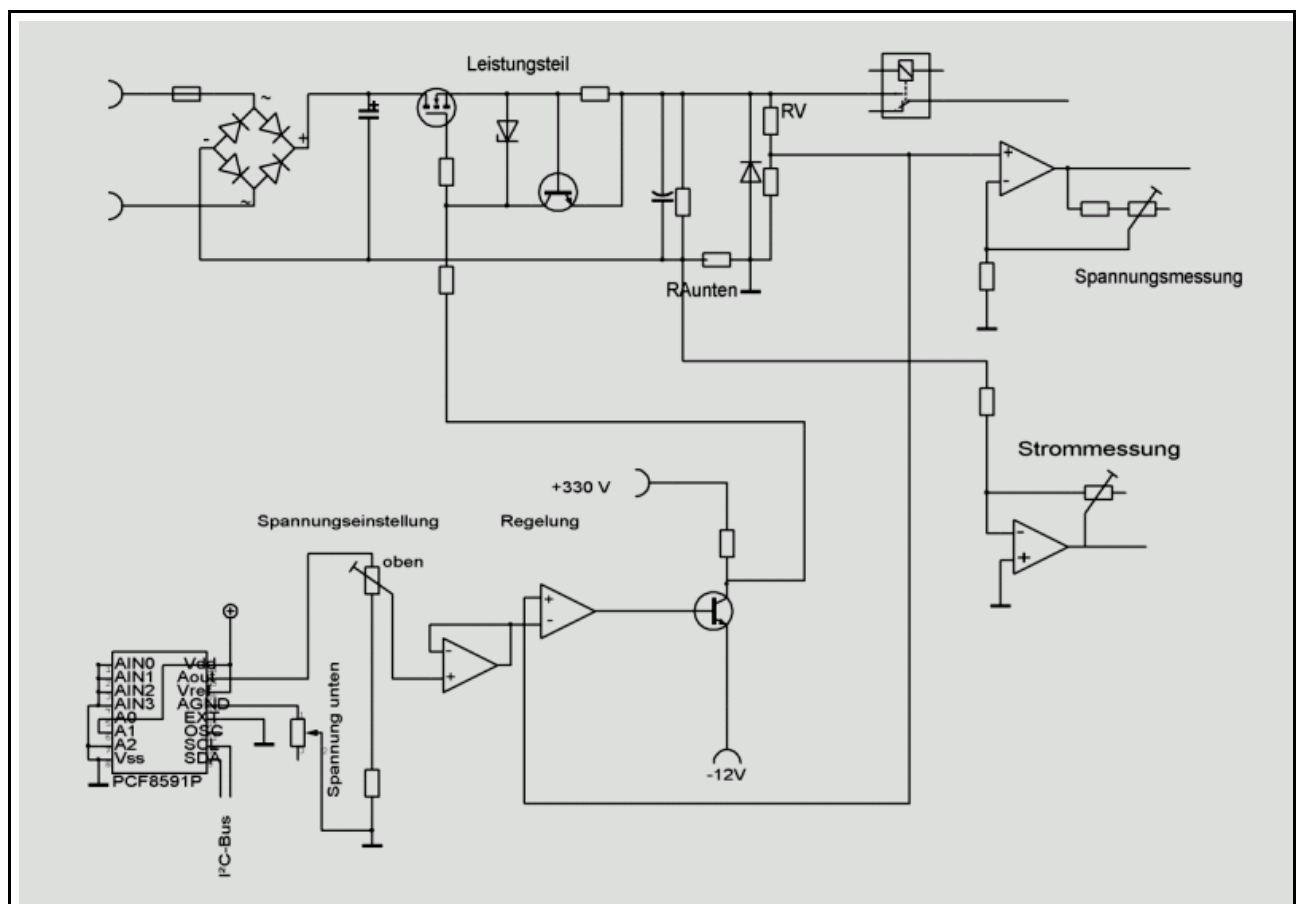 Leistungsteil
~
-
+
+
~
RV
RAunten
+
-
Spannungsmessung
Strommessung
-
+
+330 V
Spannungseinstellung
Regelung
oben
+
-
-
+
-12V
AIN0
AIN1
AIN2
AIN3
A0
A1
A2
Vss
Vdd
Aout
Vref
AGND
EXT
OSC
SCL
SDA
PCF8591P
Spannung unten
I²C-Bus